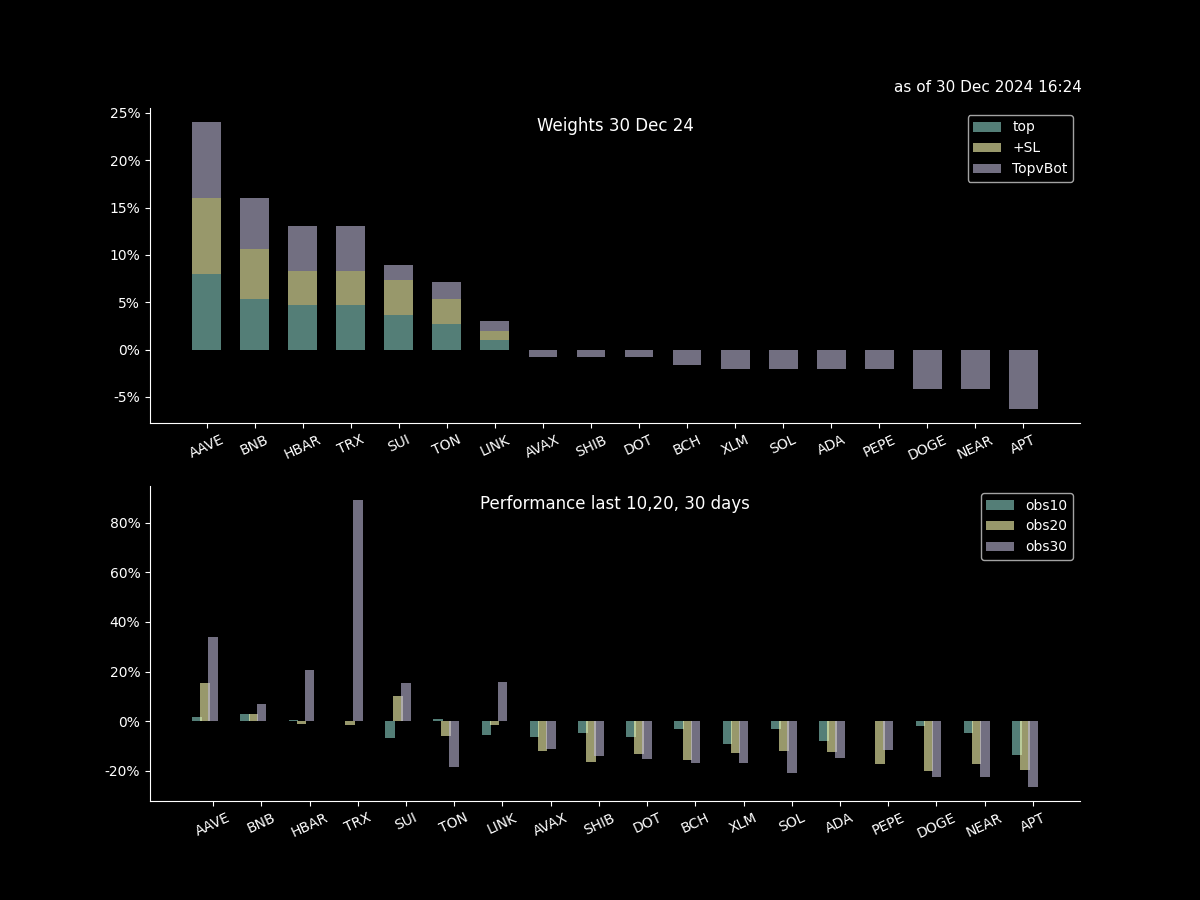 as of 30 Dec 2024 16:24
Weights 30 Dec 24
top
+SL
TopvBot
25%
20%
15%
10%
5%
0%
-5%
AAVE BNB HBAR TRX SUI TON LINK AVAX SHIB DOT BCH XLM SOL ADA PEPE DOGE NEAR APT
Performance last 10,20, 30 days
obs10
obs20
obs30
80%
60%
40%
20%
0%
-20%
AAVE BNB HBAR TRX SUI TON LINK AVAX SHIB DOT BCH XLM SOL ADA PEPE DOGE NEAR APT